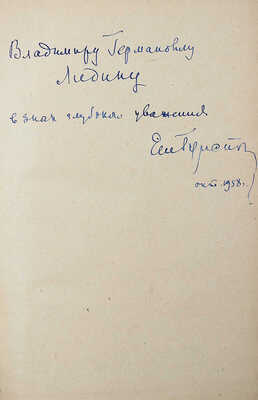 Владимиру Германовичу
Лидину
в знак глубокого уважения
окт. 1958 г.